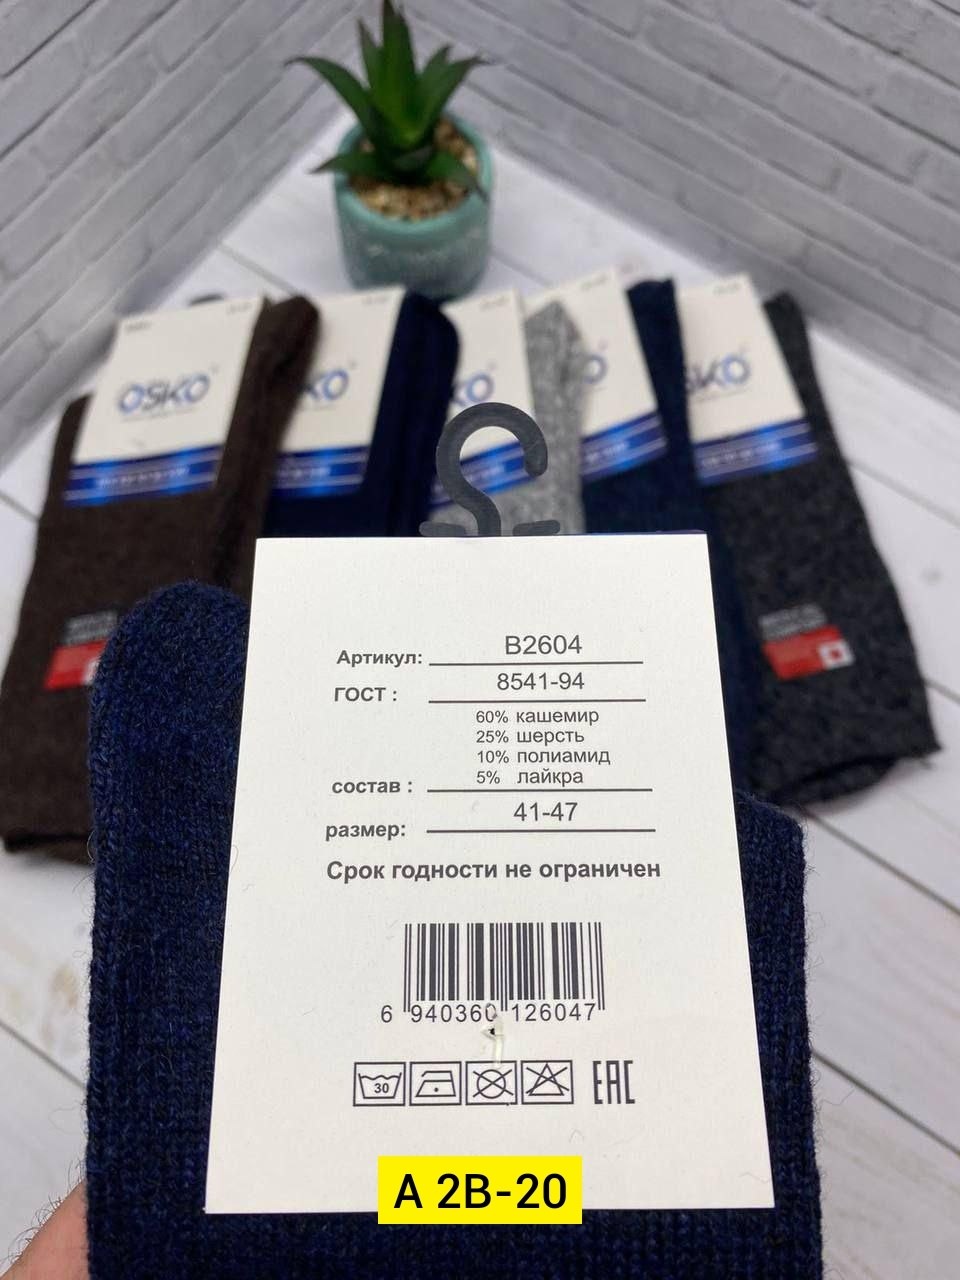 OSKO
Артикул: B2604
ГОСТ : 8541-94
60% кашемир
25% шерсть
10% полиамид
5% лайкра
состав :
размер: 41-47
Срок годности не ограничен
6 940360 126047
30
EAC
A 2B-20